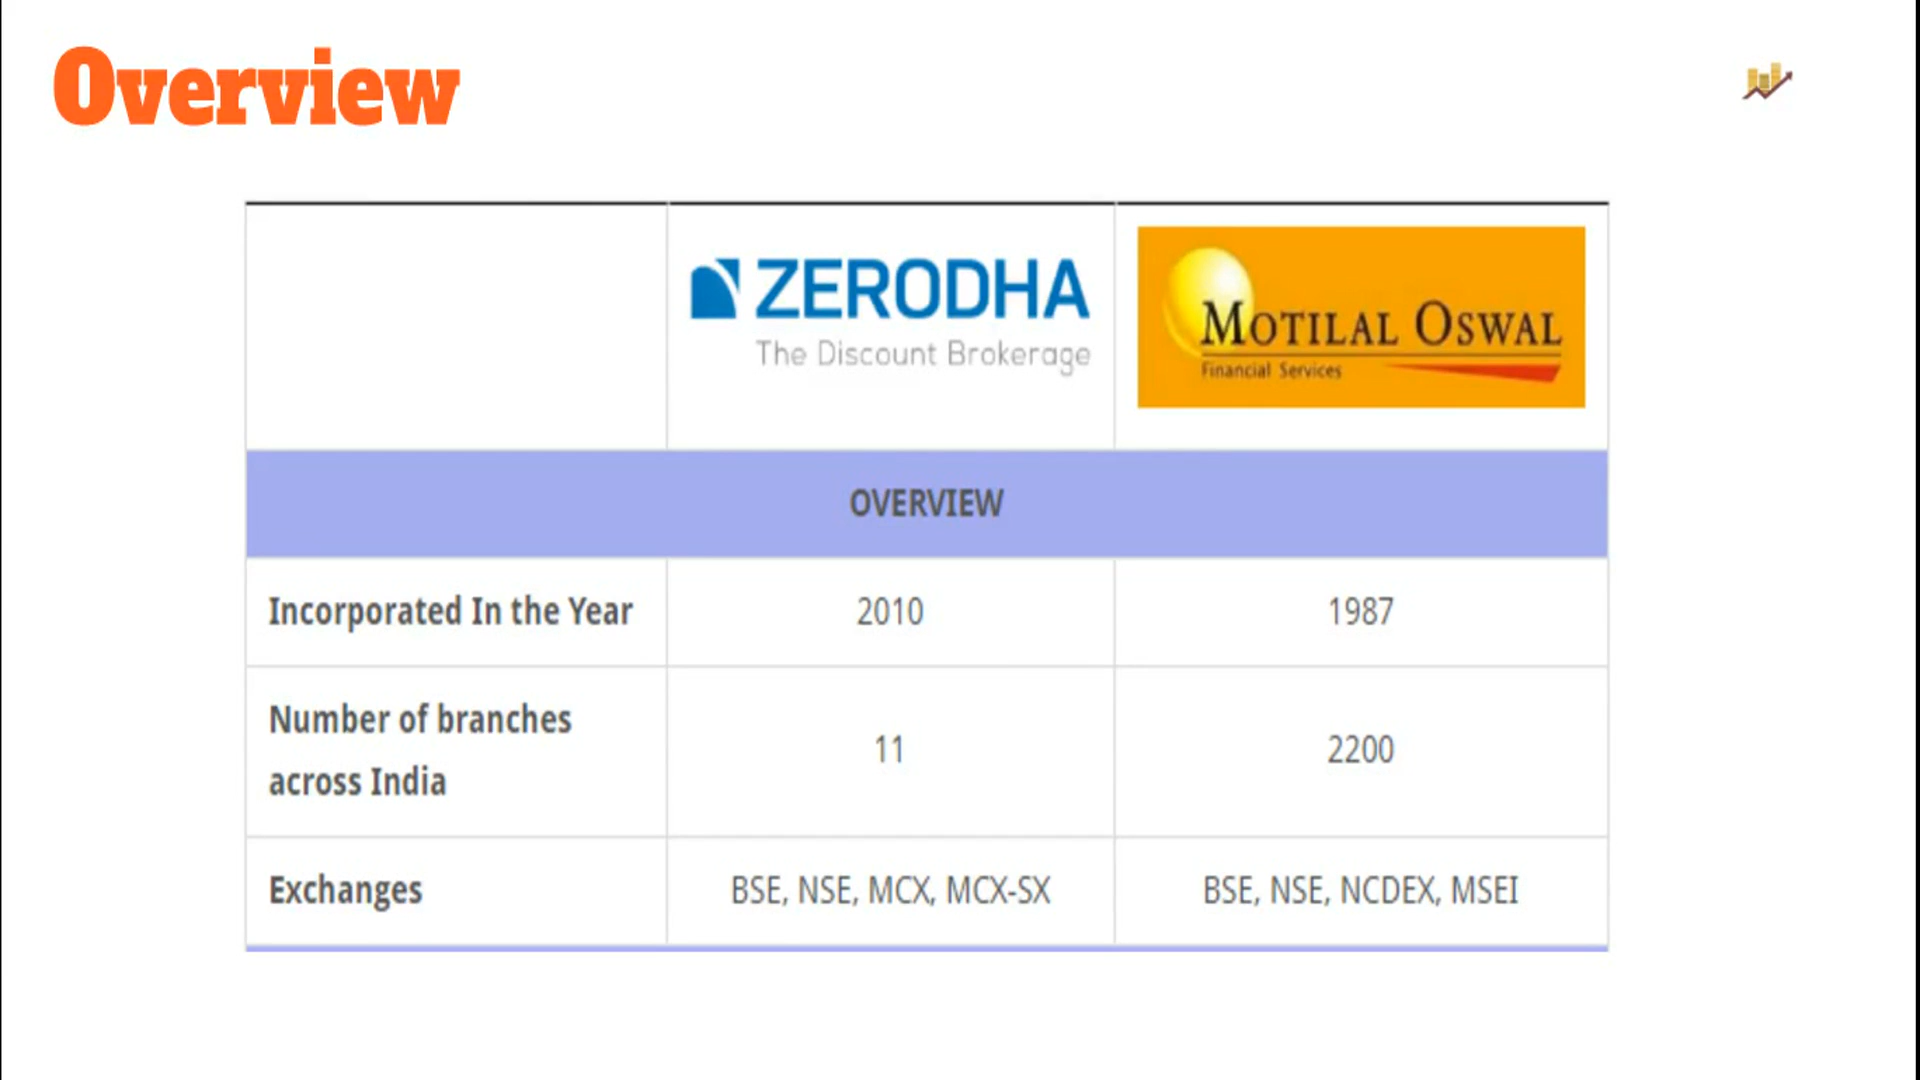 Overview
ZERODHA
The Discount Brokerage
MOTILAL OSWAL
Financial Services
OVERVIEW
Incorporated In the Year 2010 1987
Number of branches
across India 11 2200
Exchanges BSE, NSE, MCX, MCX-SX BSE, NSE, NCDEX, MSEI